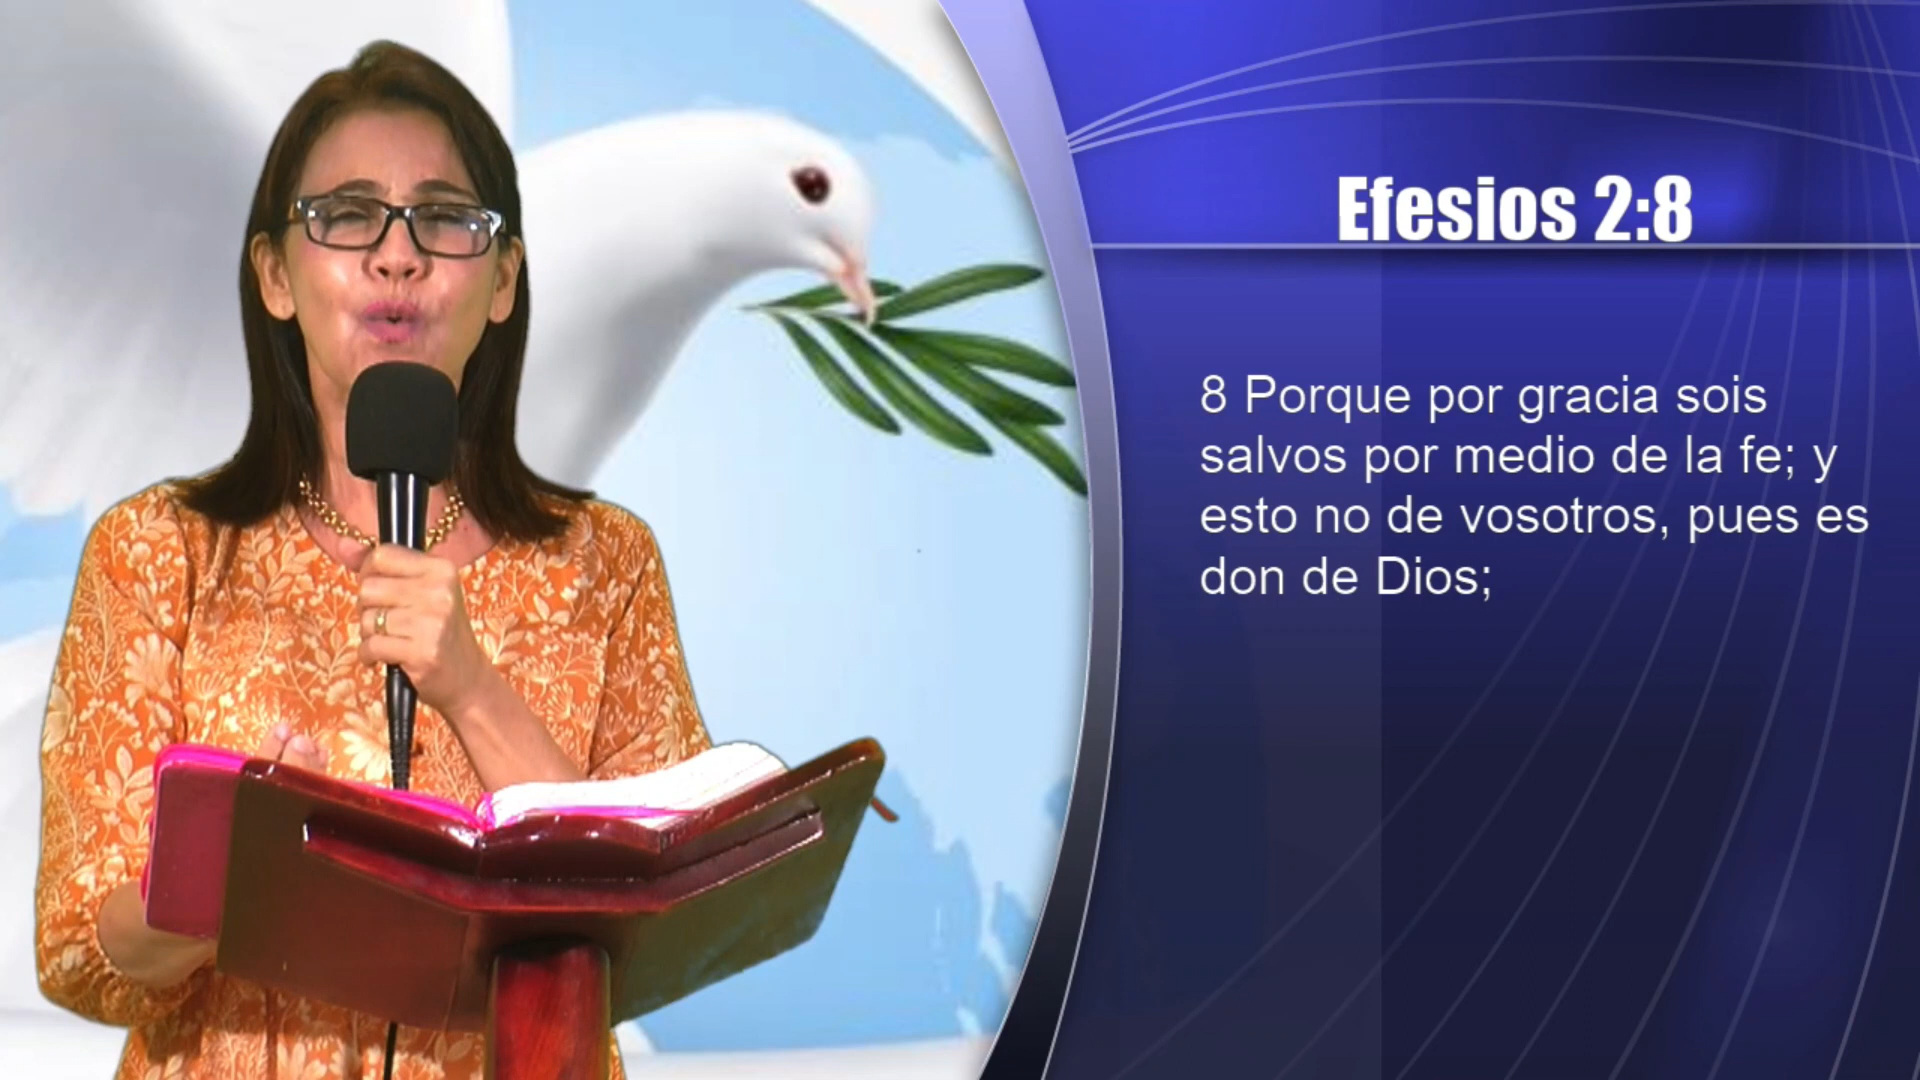 Efesios 2:8
8 Porque por gracia sois
salvos por medio de la fe; y
esto no de vosotros, pues es
don de Dios;